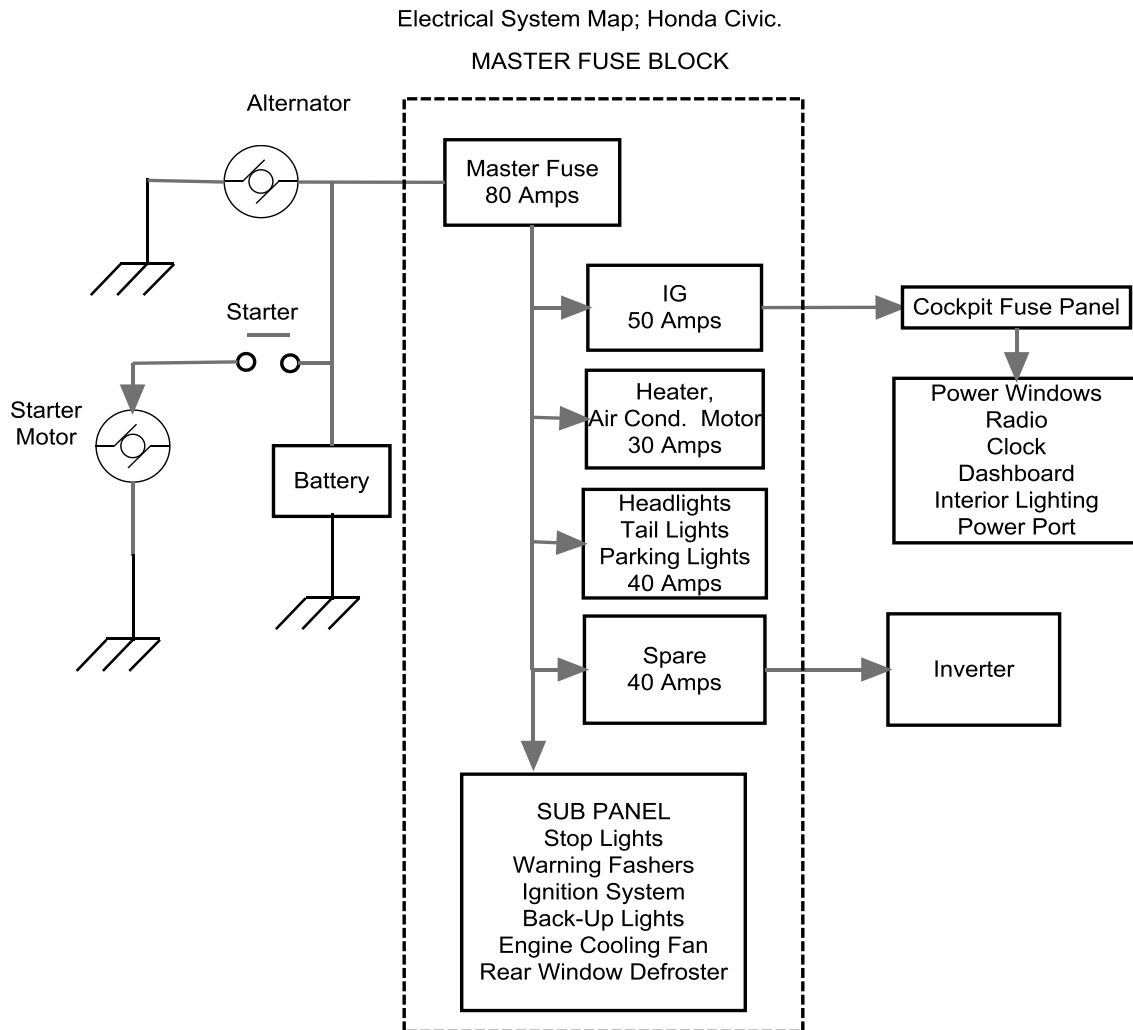 Electrical System Map; Honda Civic.
MASTER FUSE BLOCK
Alternator
Master Fuse
80 Amps
IG
50 Amps
Cockpit Fuse Panel
Starter
Heater,
Air Cond. Motor
30 Amps
Power Windows
Radio
Clock
Dashboard
Interior Lighting
Power Port
Starter
Motor
Battery
Headlights
Tail Lights
Parking Lights
40 Amps
Spare
40 Amps
Inverter
SUB PANEL
Stop Lights
Warning Fashers
Ignition System
Back-Up Lights
Engine Cooling Fan
Rear Window Defroster